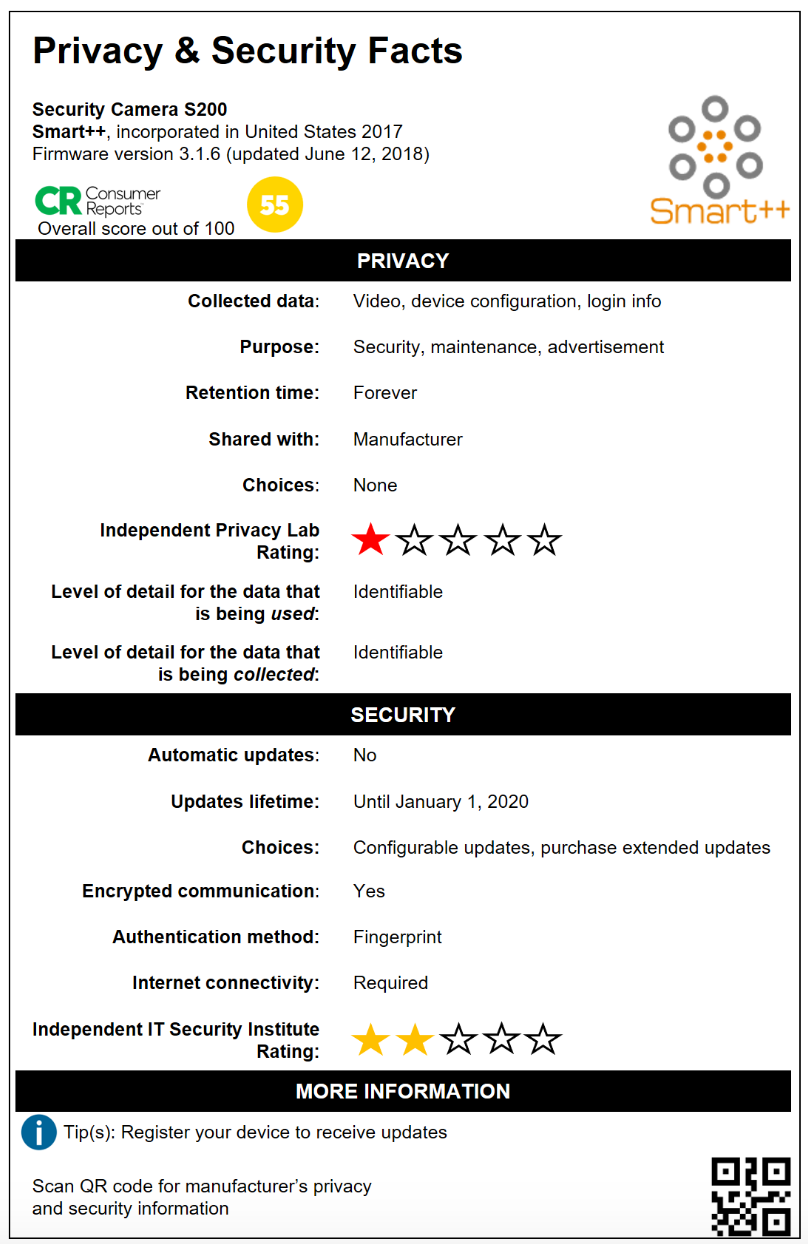 Privacy & Security Facts
Security Camera S200
Smart++, incorporated in United States 2017
Firmware version 3.1.6 (updated June 12, 2018)
Smart++
CR Consumer
Reports
55
Overall score out of 100
PRIVACY
Collected data: Video, device configuration, login info
Purpose: Security, maintenance, advertisement
Retention time: Forever
Shared with: Manufacturer
Choices: None
Independent Privacy Lab
Rating:
Level of detail for the data that
is being used:
Identifiable
Level of detail for the data that
is being collected:
Identifiable
SECURITY
Automatic updates: No
Updates lifetime: Until January 1, 2020
Choices: Configurable updates, purchase extended updates
Encrypted communication: Yes
Authentication method: Fingerprint
Internet connectivity: Required
Independent IT Security Institute
Rating:
MORE INFORMATION
i Tip(s): Register your device to receive updates
Scan QR code for manufacturer's privacy
and security information